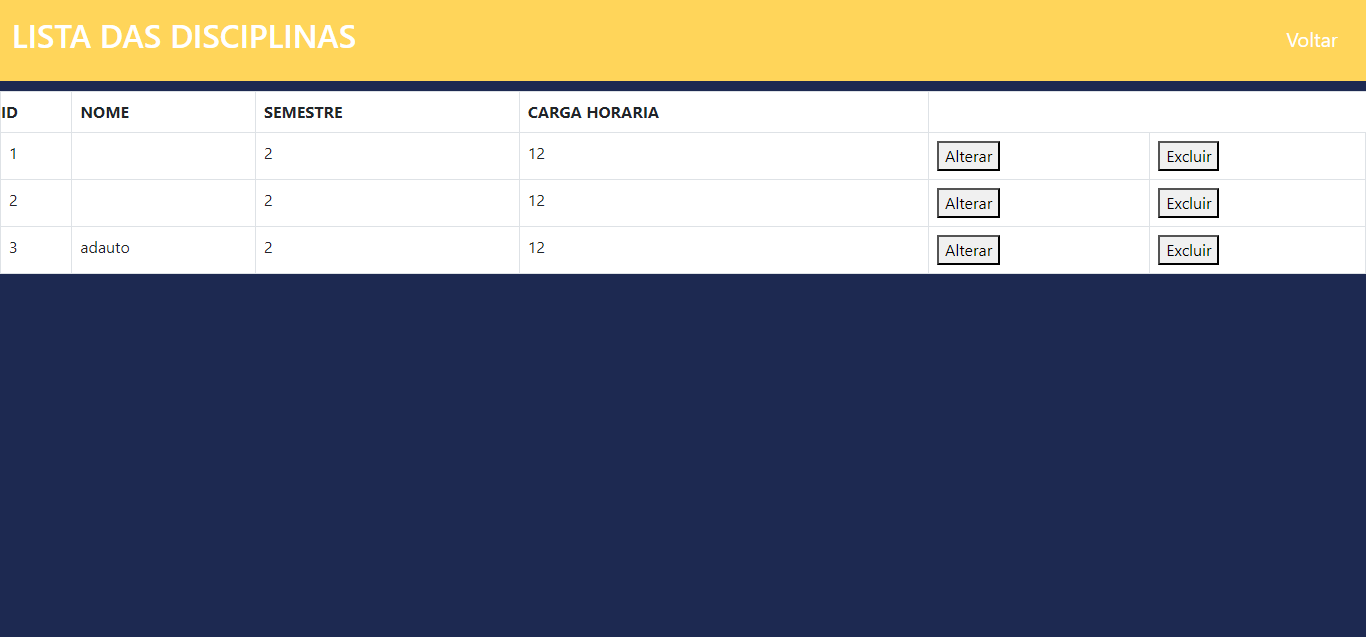 LISTA DAS DISCIPLINAS Voltar
ID NOME SEMESTRE CARGA HORARIA
1 2 12 Alterar Excluir
2 2 12 Alterar Excluir
3 adauto 2 12 Alterar Excluir